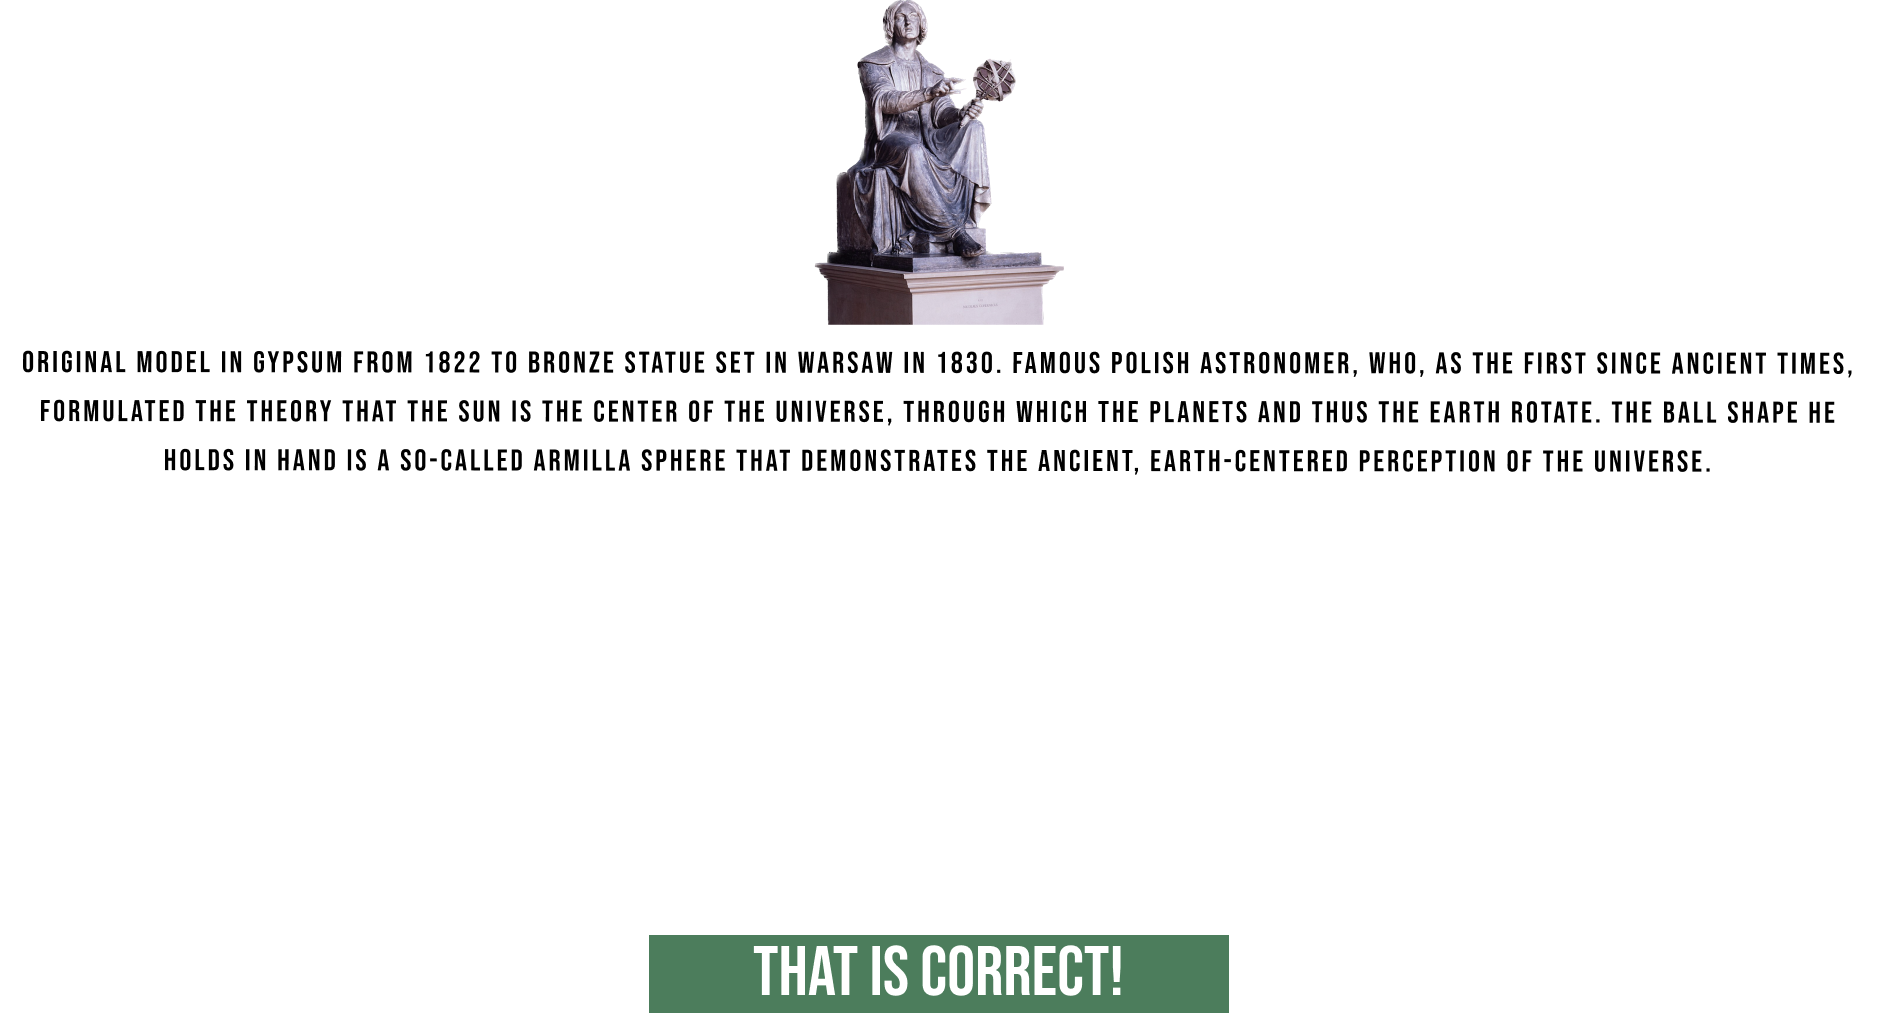 ORIGINAL MODEL IN GYPSUM FROM 1822 TO BRONZE STATUE SET IN WARSAW IN 1830. FAMOUS POLISH ASTRONOMER, WHO, AS THE FIRST SINCE ANCIENT TIMES,
FORMULATED THE THEORY THAT THE SUN IS THE CENTER OF THE UNIVERSE, THROUGH WHICH THE PLANETS AND THUS THE EARTH ROTATE. THE BALL SHAPE HE
HOLDS IN HAND IS A SO-CALLED ARMILLA SPHERE THAT DEMONSTRATES THE ANCIENT, EARTH-CENTERED PERCEPTION OF THE UNIVERSE.
THAT IS CORRECT!